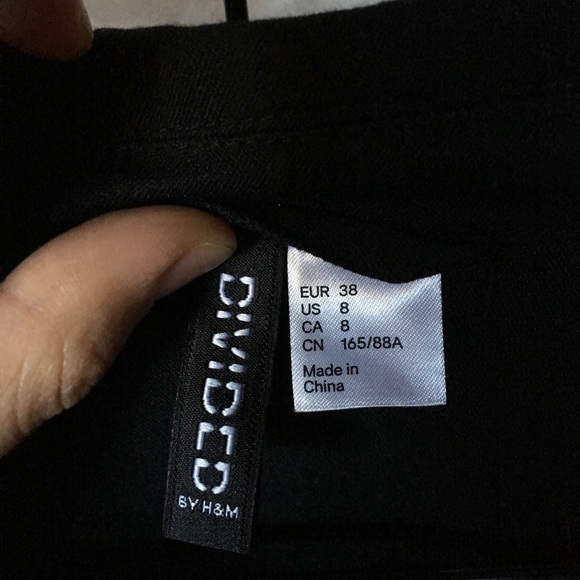 DIVIDED
BY H&M
EUR 38
US 8
CA 8
CN 165/88A
Made in
China